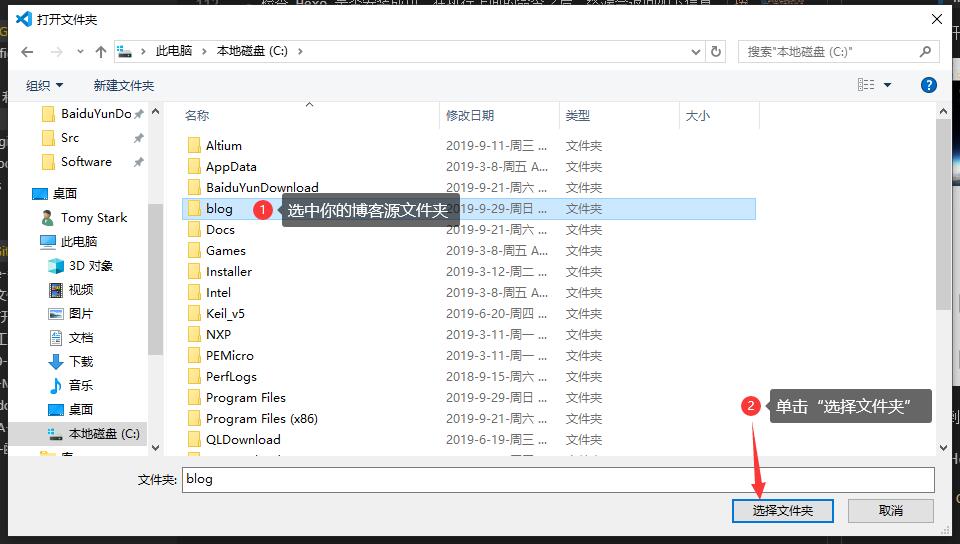 打开文件夹
此电脑 > 本地磁盘 (C:) >
搜索"本地磁盘 (C:)"
组织
新建文件夹
BaiduYunDo
Src
Software
桌面
Tomy Stark
此电脑
3D 对象
视频
图片
文档
下载
音乐
桌面
本地磁盘 (C:)
名称 修改日期 类型 大小
Altium 2019-9-11-周三 ... 文件夹
AppData 2019-3-8-周五 A... 文件夹
BaiduYunDownload 2019-9-21-周六 ... 文件夹
blog 2019-9-29-周日 ... 文件夹
1 选中你的博客源文件夹
Docs 2019-9-21-周六 ... 文件夹
Games 2019-3-8-周五 A... 文件夹
Installer 2019-3-12-周二 ... 文件夹
Intel 2019-3-8-周五 A... 文件夹
Keil_v5 2019-6-20-周四 ... 文件夹
NXP 2019-3-11-周一 ... 文件夹
PEMicro 2019-3-11-周一 ... 文件夹
PerfLogs 2018-9-15-周六 ... 文件夹
Program Files 2019-9-29-周日 ... 文件夹
Program Files (x86) 2019-9-21-周六 ... 文件夹
QLDownload 2019-6-19-周三 ... 文件夹
2 单击“选择文件夹”
文件夹: blog
选择文件夹
取消